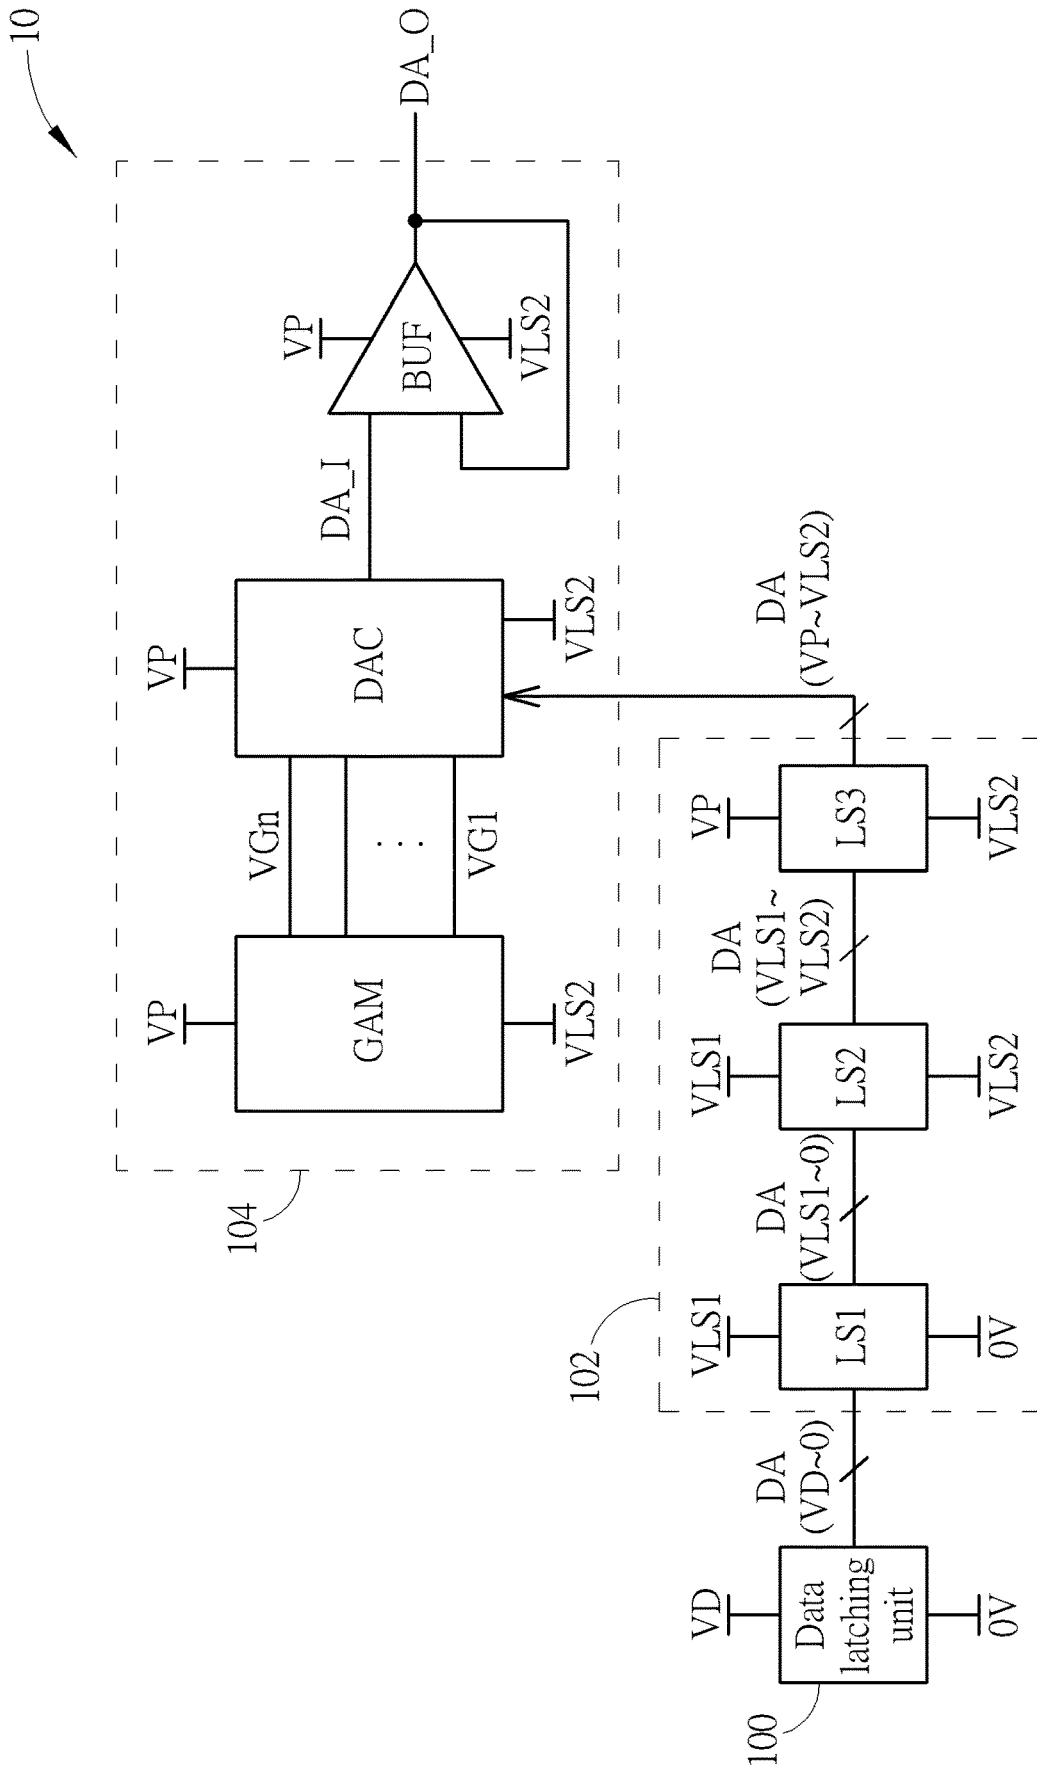 10
104
VP
VP
VP
GAM
VGn
VG1
DAC
DA_I
BUF
DA_O
VLS2
VLS2
VLS2
102
VD
VLS1
VLS1
VP
100
Data
latching
unit
DA
(VD~0)
LS1
DA
(VLS1~0)
LS2
DA
(VLS1~
VLS2)
LS3
DA
(VP~VLS2)
0V
0V
VLS2
VLS2